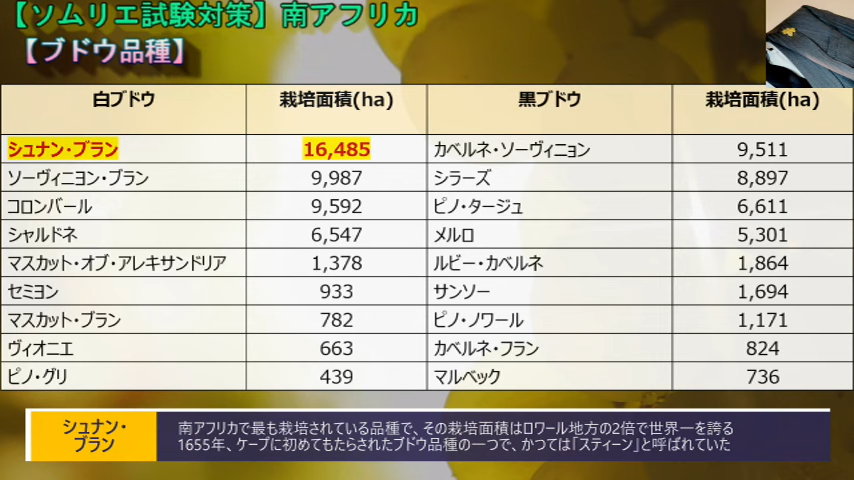 【ソムリエ試験対策】南アフリカ
【ブドウ品種】
白ブドウ 栽培面積(ha) 黒ブドウ 栽培面積(ha)
シュナン・ブラン 16,485 カベルネ・ソーヴィニョン 9,511
ソーヴィニヨン・ブラン 9,987 シラーズ 8,897
コロンバール 9,592 ピノ・タージュ 6,611
シャルドネ 6,547 メルロ 5,301
マスカット・オブ・アレキサンドリア 1,378 ルビー・カベルネ 1,864
セミヨン 933 サンソー 1,694
マスカット・ブラン 782 ピノ・ノワール 1,171
ヴィオニエ 663 カベルネ・フラン 824
ピノ・グリ 439 マルベック 736
シュナン・
ブラン
南アフリカで最も栽培されている品種で、その栽培面積はロワール地方の2倍で世界一を誇る
1655年、ケープに初めてもたらされたブドウ品種の一つで、かつては「スティーン」と呼ばれていた